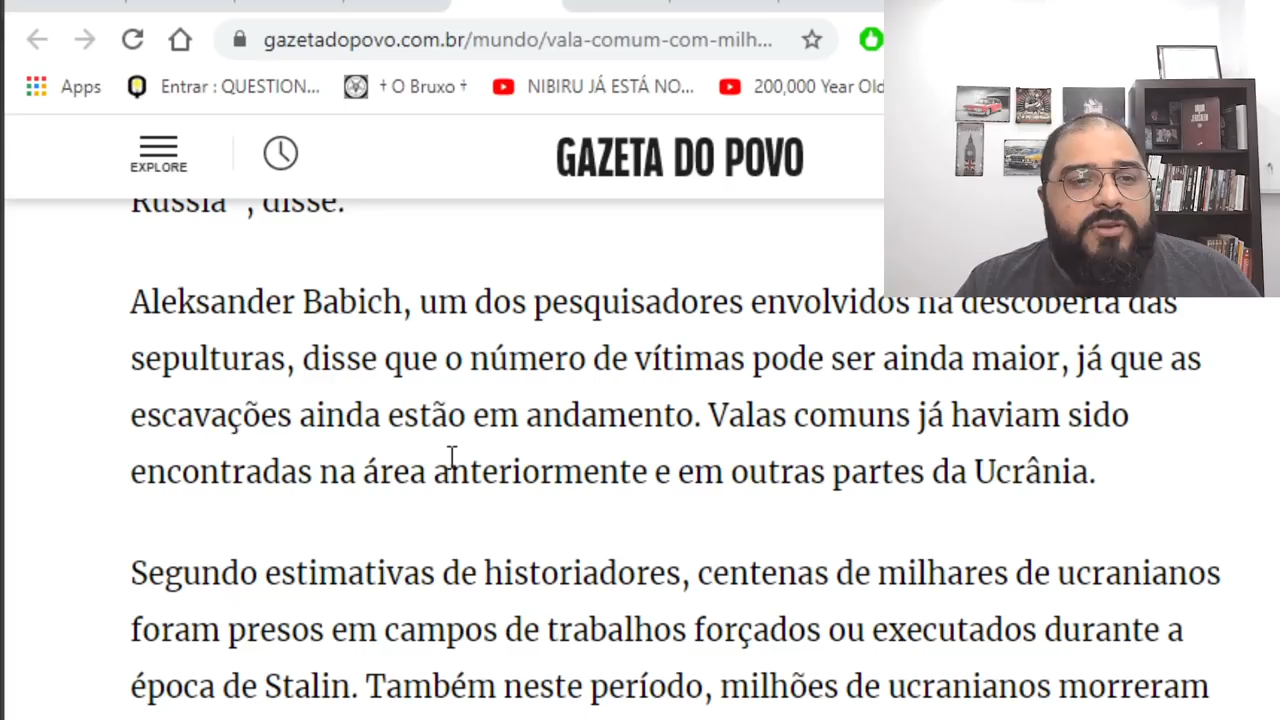 gazetadopovo.com.br/mundo/vala-comum-com-milh...
Apps Entrar : QUESTION... † O Bruxo † NIBIRU JÁ ESTÁ NO... 200,000 Year Old
EXPLORE
GAZETA DO POVO
Rússia", disse.
Aleksander Babich, um dos pesquisadores envolvidos na descoberta das
sepulturas, disse que o número de vítimas pode ser ainda maior, já que as
escavações ainda estão em andamento. Valas comuns já haviam sido
encontradas na área anteriormente e em outras partes da Ucrânia.
Segundo estimativas de historiadores, centenas de milhares de ucranianos
foram presos em campos de trabalhos forçados ou executados durante a
época de Stalin. Também neste período, milhões de ucranianos morreram